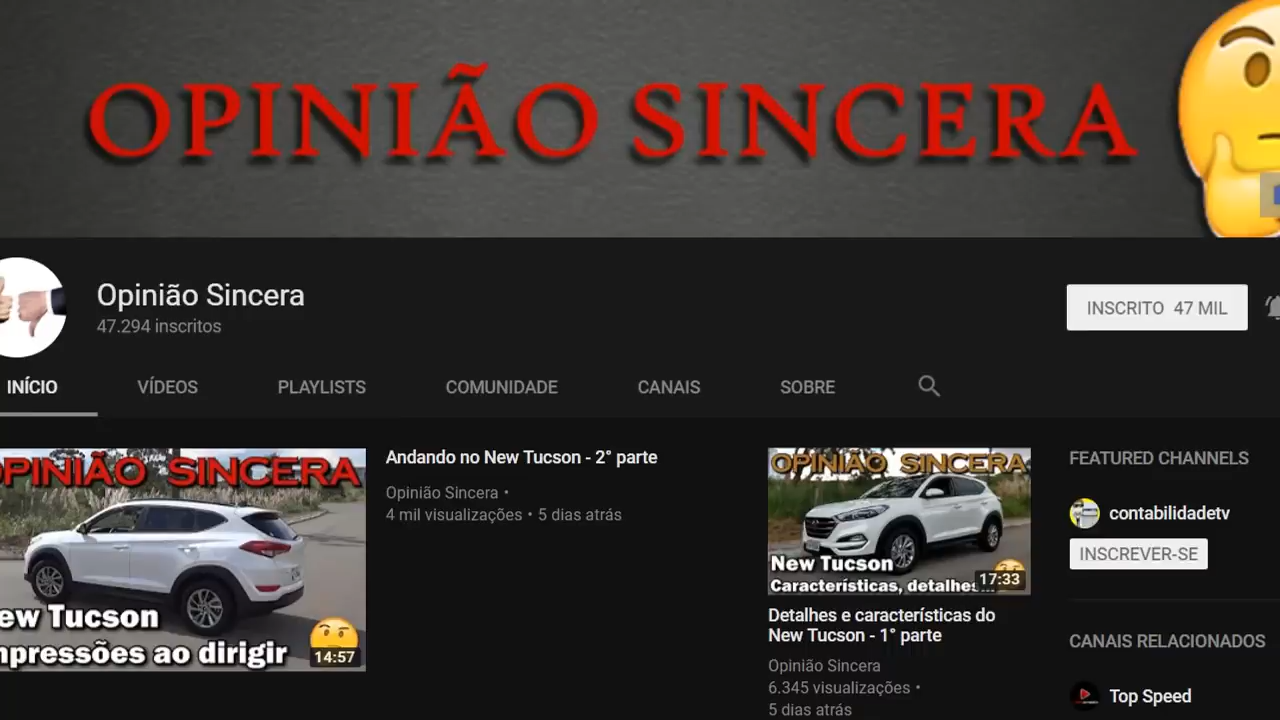 OPINIÃO SINCERA
Opinião Sincera
47.294 inscritos
INSCRITO 47 MIL
INÍCIO
VÍDEOS
PLAYLISTS
COMUNIDADE
CANAIS
SOBRE
PINIÃO SINCERA
ew Tucson
mpressões ao dirigir
14:57
Andando no New Tucson - 2° parte
Opinião Sincera •
4 mil visualizações • 5 dias atrás
OPINIÃO SINCERA
New Tucson
Características, detalhes...
17:33
Detalhes e características do
New Tucson - 1° parte
Opinião Sincera
6.345 visualizações •
5 dias atrás
FEATURED CHANNELS
contabilidadetv
INSCREVER-SE
CANAIS RELACIONADOS
Top Speed